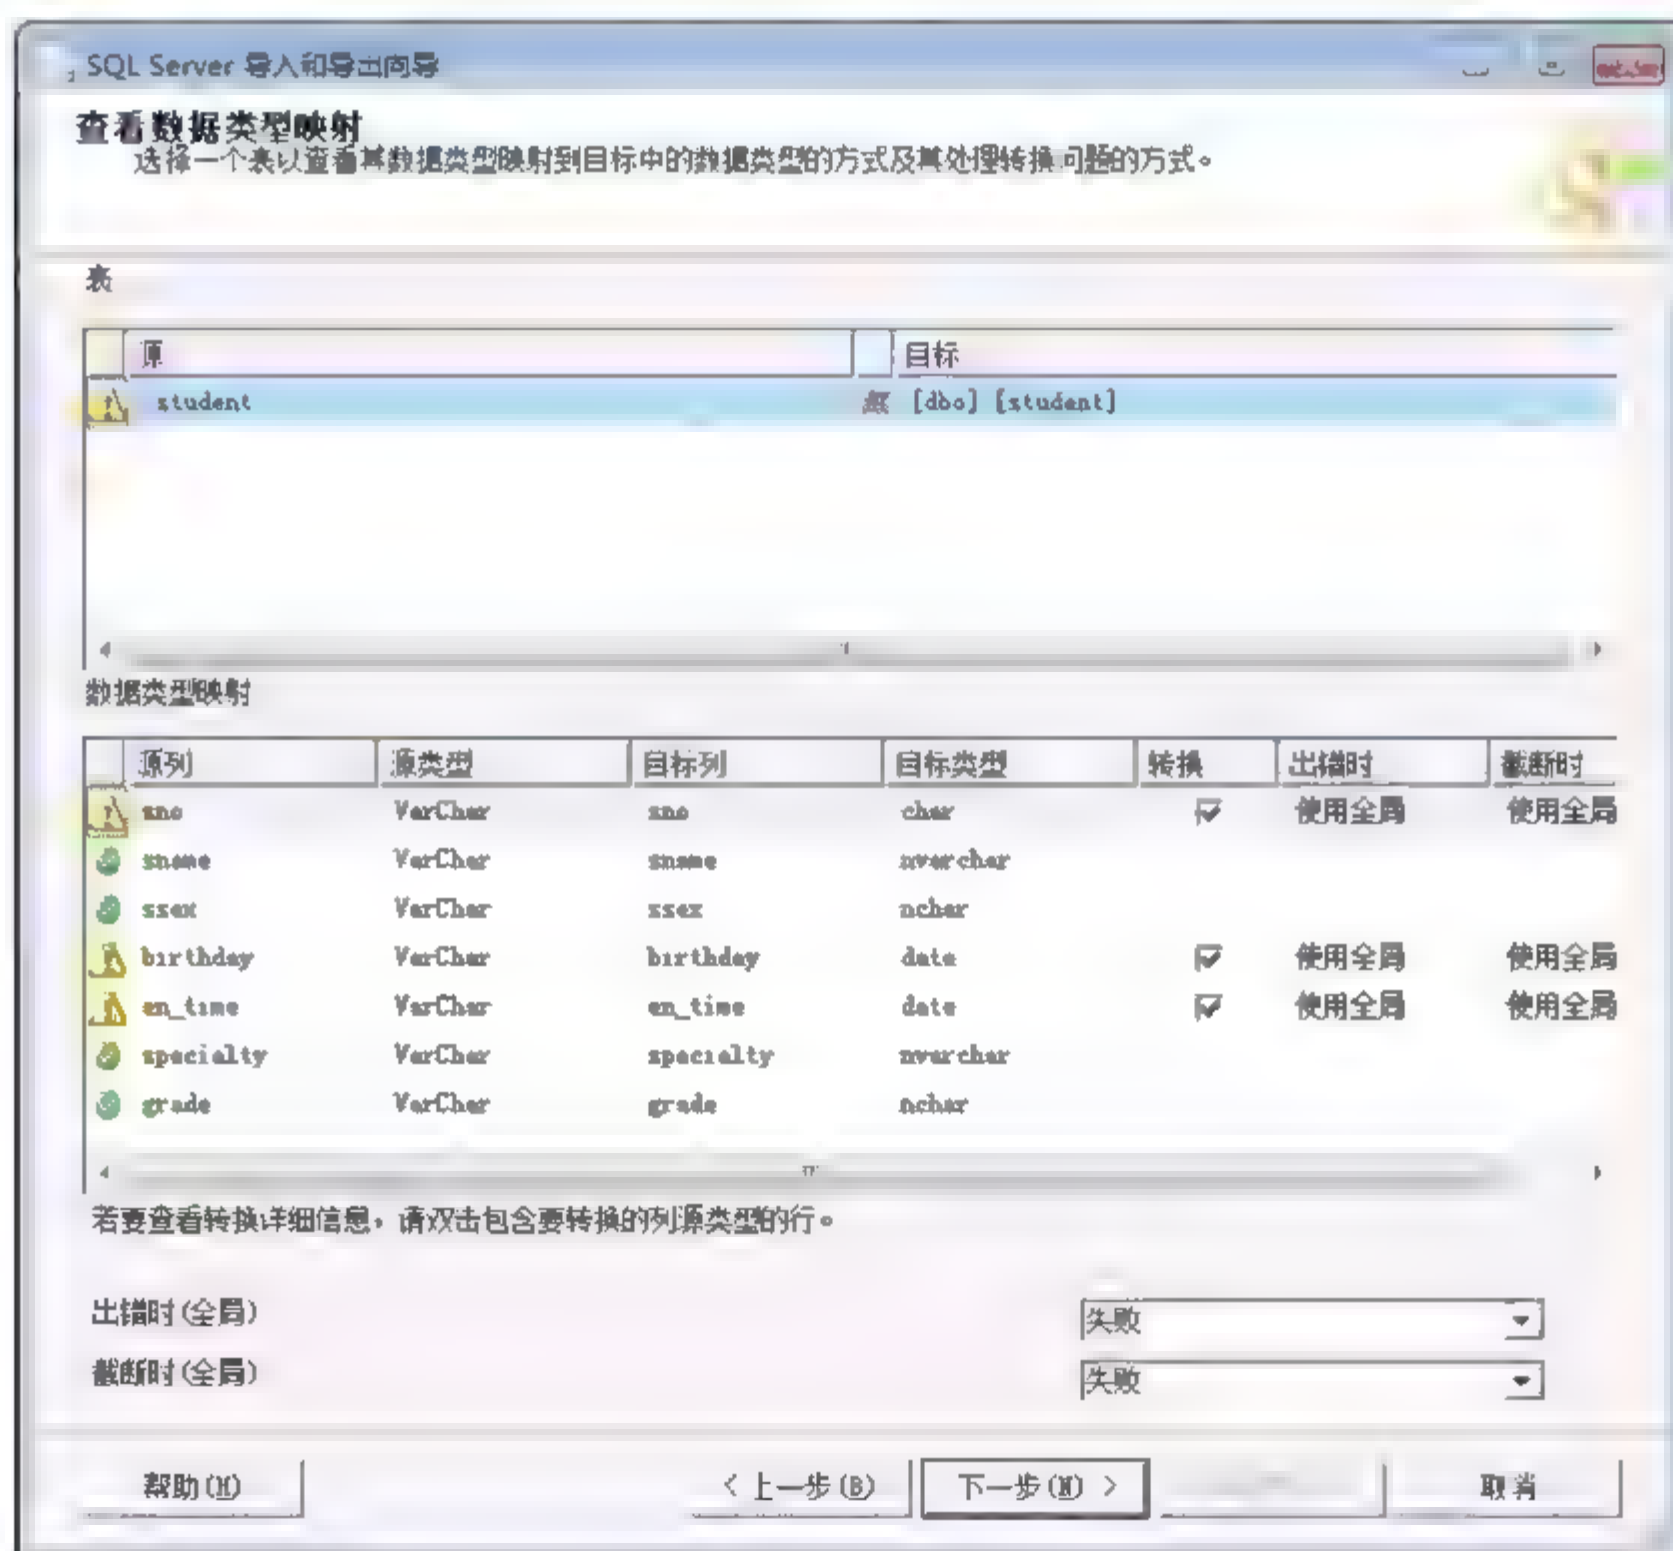 SQL Server 导入和导出向导
查看数据类型映射
选择一个表以查看其数据类型映射到目标中的数据类型的方式及其处理转换问题的方式。
表
源 目标
student [dbo] [student]
数据类型映射
源列 源类型 目标列 目标类型 转换 出错时 截断时
sno VarChar sno char 使用全局 使用全局
sname VarChar sname nvarchar
ssex VarChar ssex nchar
birthday VarChar birthday date 使用全局 使用全局
en_time VarChar en_time date 使用全局 使用全局
specialty VarChar specialty nvarchar
grade VarChar grade nchar
若要查看转换详细信息，请双击包含要转换的列源类型的行。
出错时(全局) 失败
截断时(全局) 失败
帮助(H) < 上一步(B) 下一步(N) > 取消